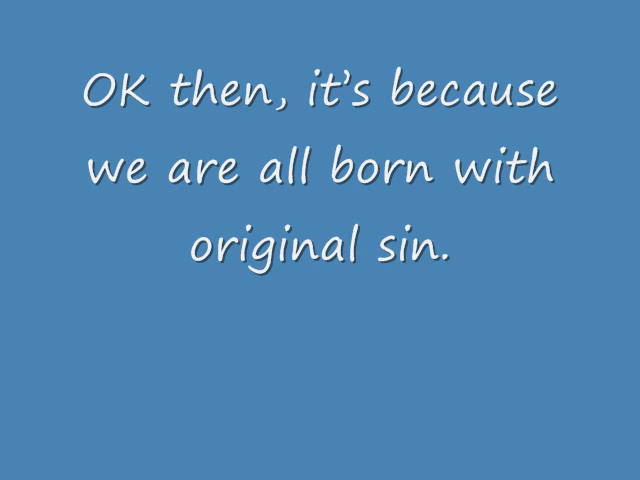 OK then, it’s because
we are all born with
original sin.